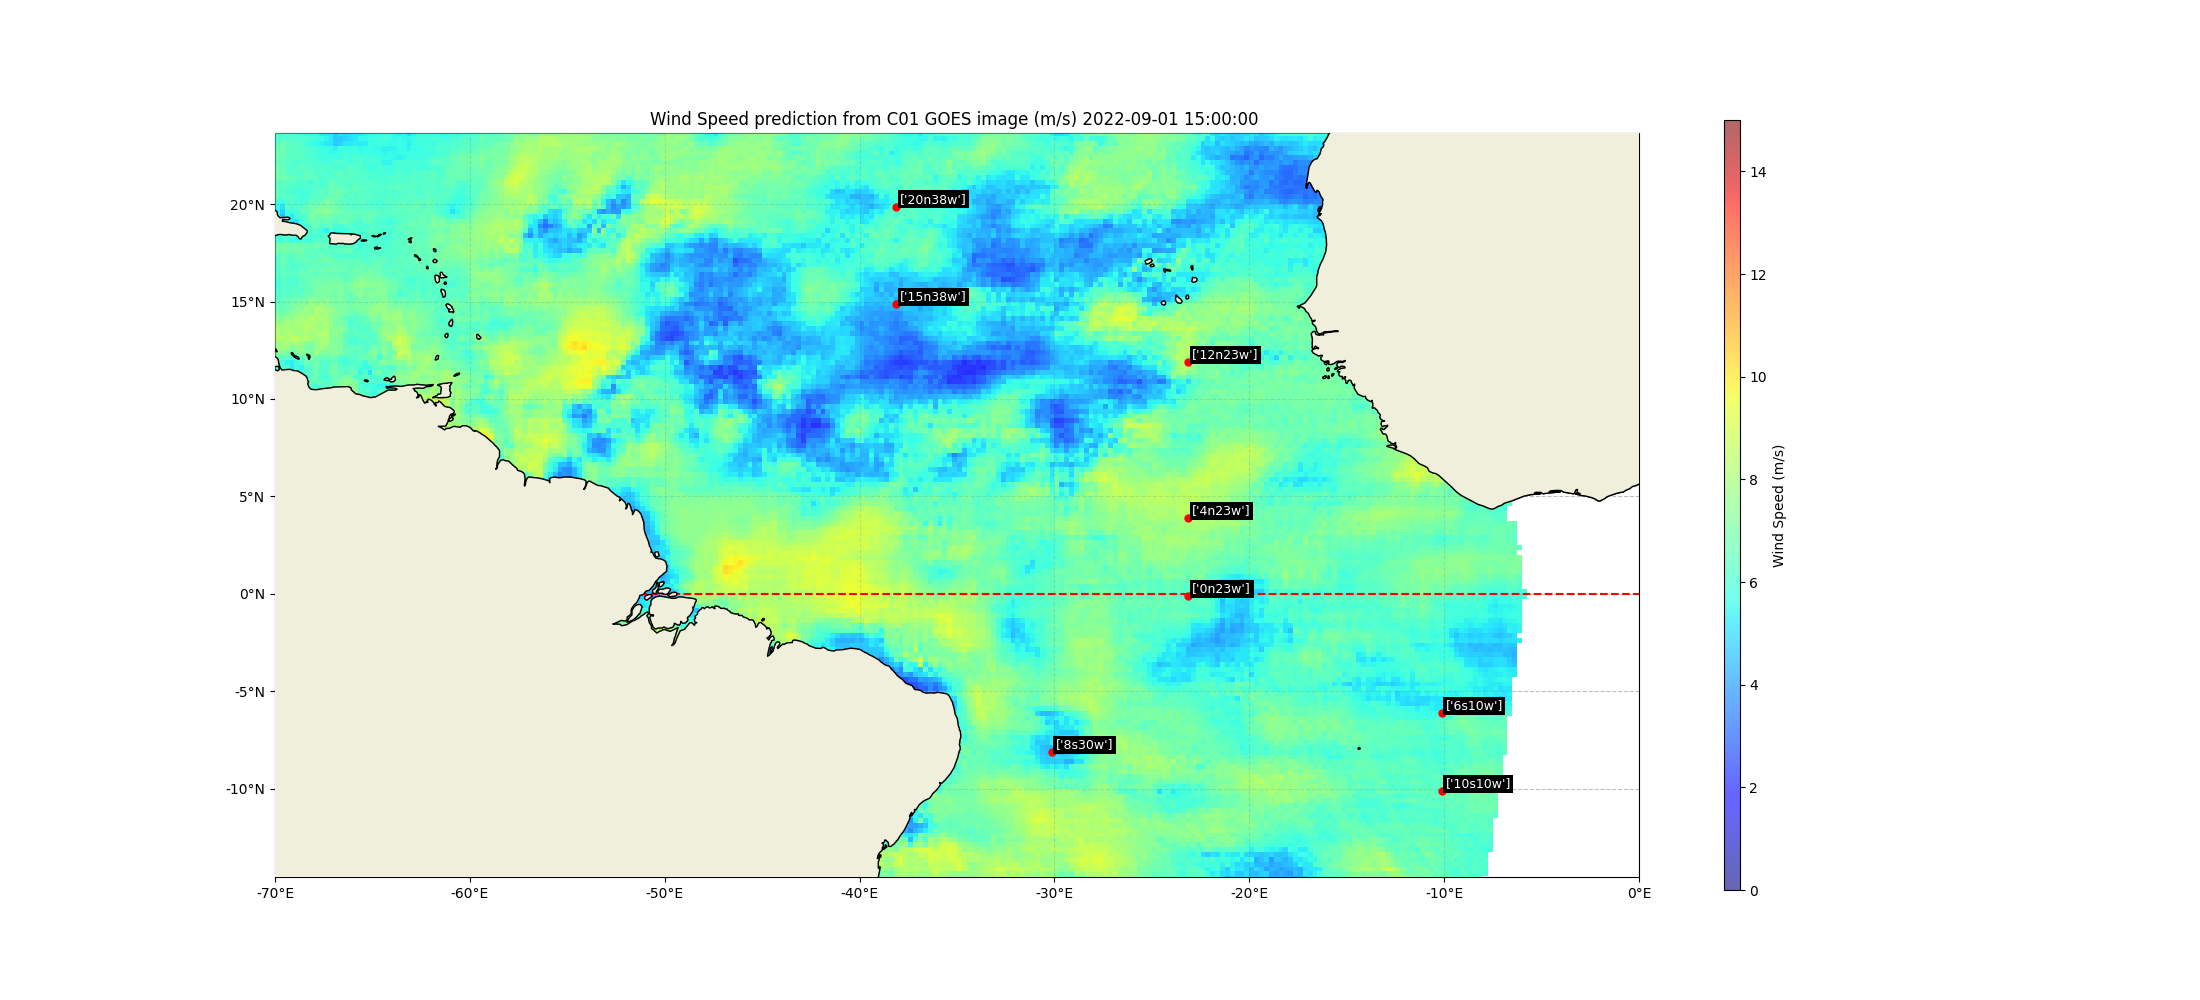 Wind Speed prediction from C01 GOES image (m/s) 2022-09-01 15:00:00
14
20°N
['20n38w']
12
15°N
['15n38w']
['12n23w']
10
10°N
Wind Speed (m/s)
8
5°N
['4n23w']
6
0°N
['0n23w']
4
-5°N
['6s10w']
['8s30w']
2
-10°N
['10s10w']
0
-70°E
-60°E
-50°E
-40°E
-30°E
-20°E
-10°E
0°E